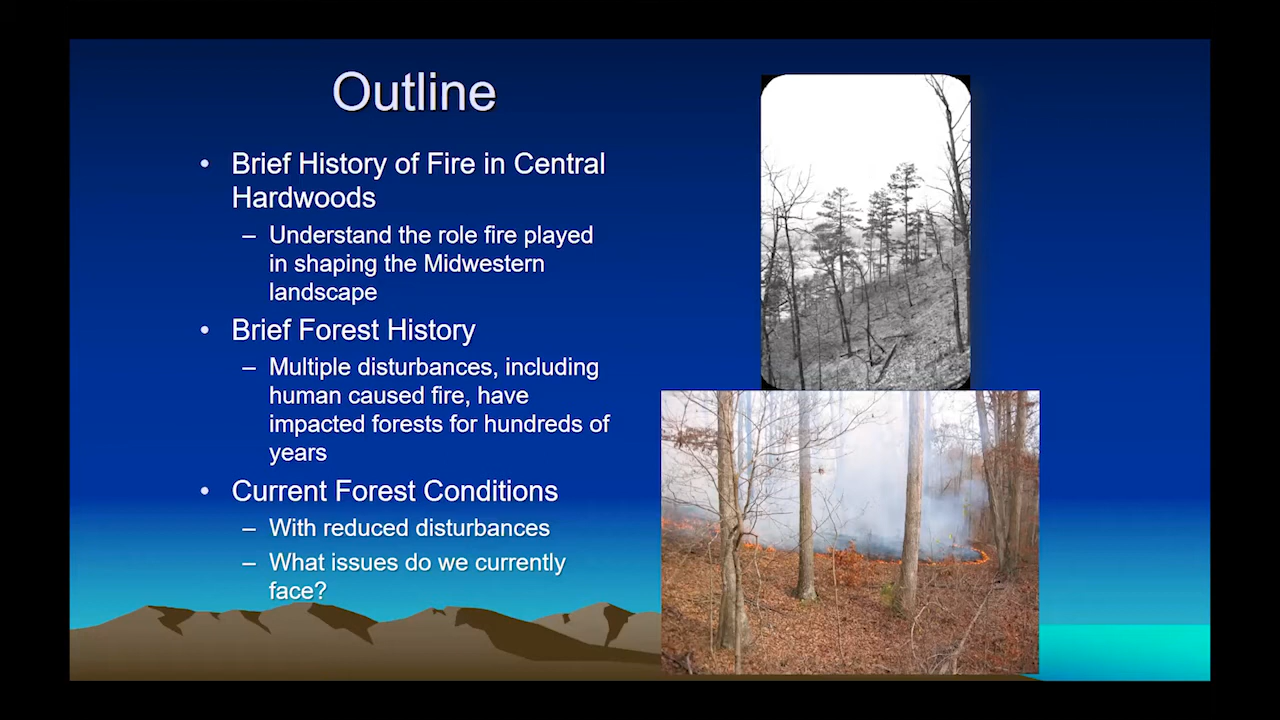 Outline
• Brief History of Fire in Central
Hardwoods
– Understand the role fire played
in shaping the Midwestern
landscape
• Brief Forest History
– Multiple disturbances, including
human caused fire, have
impacted forests for hundreds of
years
• Current Forest Conditions
– With reduced disturbances
– What issues do we currently
face?